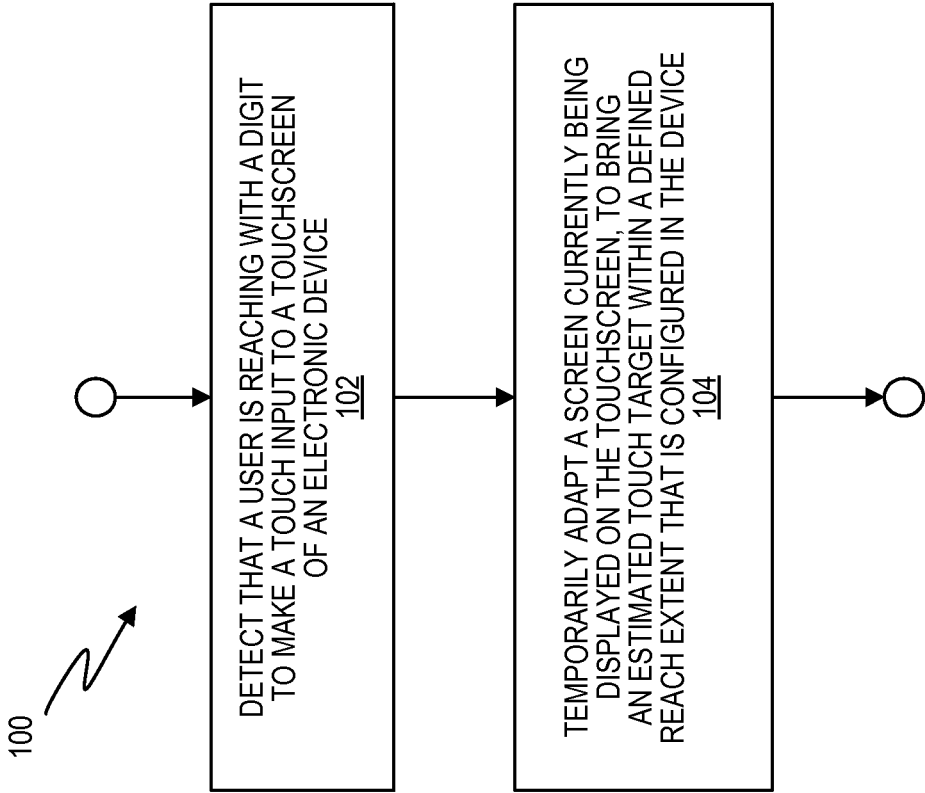 100
DETECT THAT A USER IS REACHING WITH A DIGIT
TO MAKE A TOUCH INPUT TO A TOUCHSCREEN
OF AN ELECTRONIC DEVICE
102
TEMPORARILY ADAPT A SCREEN CURRENTLY BEING
DISPLAYED ON THE TOUCHSCREEN, TO BRING
AN ESTIMATED TOUCH TARGET WITHIN A DEFINED
REACH EXTENT THAT IS CONFIGURED IN THE DEVICE
104